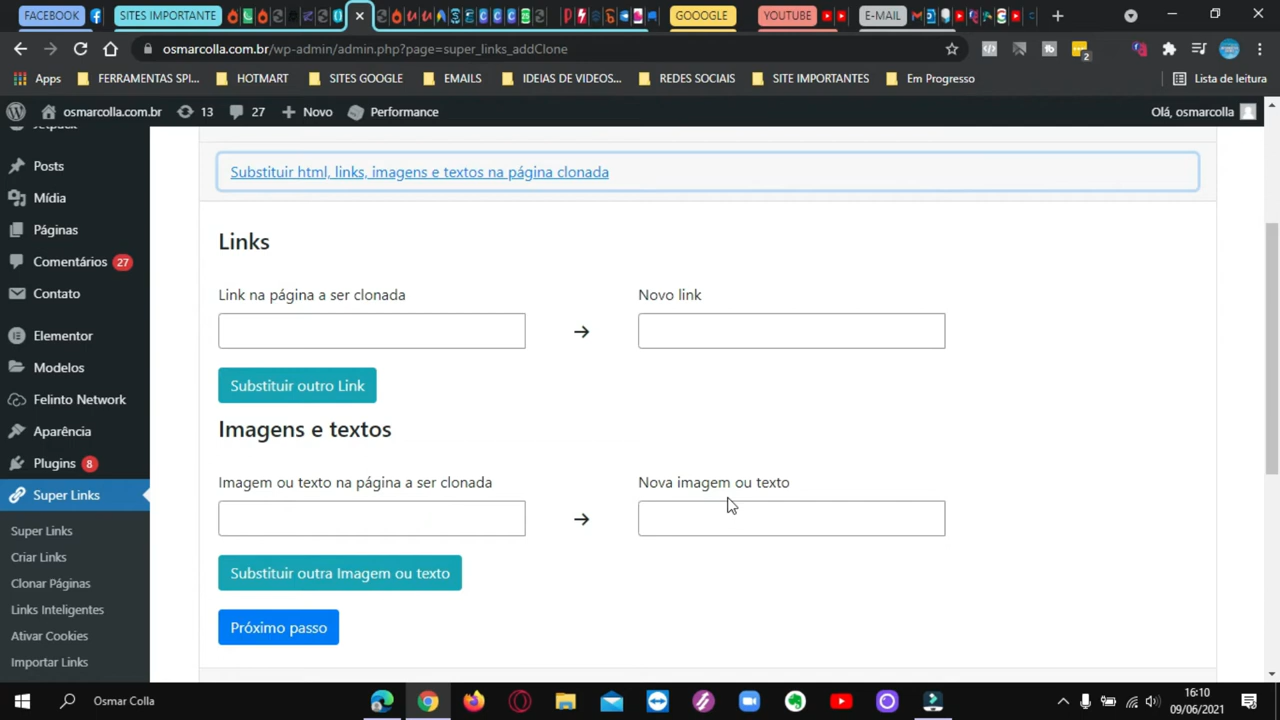 FACEBOOK
SITES IMPORTANTE
GOOOGLE
YOUTUBE
E-MAIL
osmarcolla.com.br/wp-admin/admin.php?page=super_links_addClone
2
Apps
FERRAMENTAS SPI...
HOTMART
SITES GOOGLE
EMAILS
IDEIAS DE VIDEOS...
REDES SOCIAIS
SITE IMPORTANTES
Em Progresso
Lista de leitura
osmarcolla.com.br
13
27
Novo
Performance
Olá, osmarcolla
Jetpack
Posts
Mídia
Páginas
Comentários 27
Contato
Elementor
Modelos
Felinto Network
Aparência
Plugins 8
Super Links
Super Links
Criar Links
Clonar Páginas
Links Inteligentes
Ativar Cookies
Importar Links
Substituir html, links, imagens e textos na página clonada
Links
Link na página a ser clonada
Novo link
Substituir outro Link
Imagens e textos
Imagem ou texto na página a ser clonada
Nova imagem ou texto
Substituir outra Imagem ou texto
Próximo passo
Osmar Colla
16:10
09/06/2021